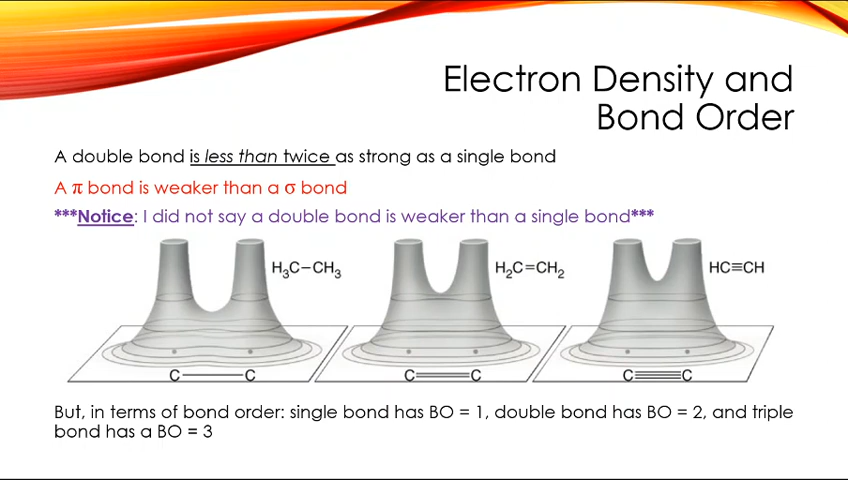 Electron Density and
Bond Order
A double bond is less than twice as strong as a single bond
A π bond is weaker than a σ bond
***Notice: I did not say a double bond is weaker than a single bond***
H₃C–CH₃
H₂C=CH₂
HC≡CH
C C
C C
C C
But, in terms of bond order: single bond has BO = 1, double bond has BO = 2, and triple
bond has a BO = 3